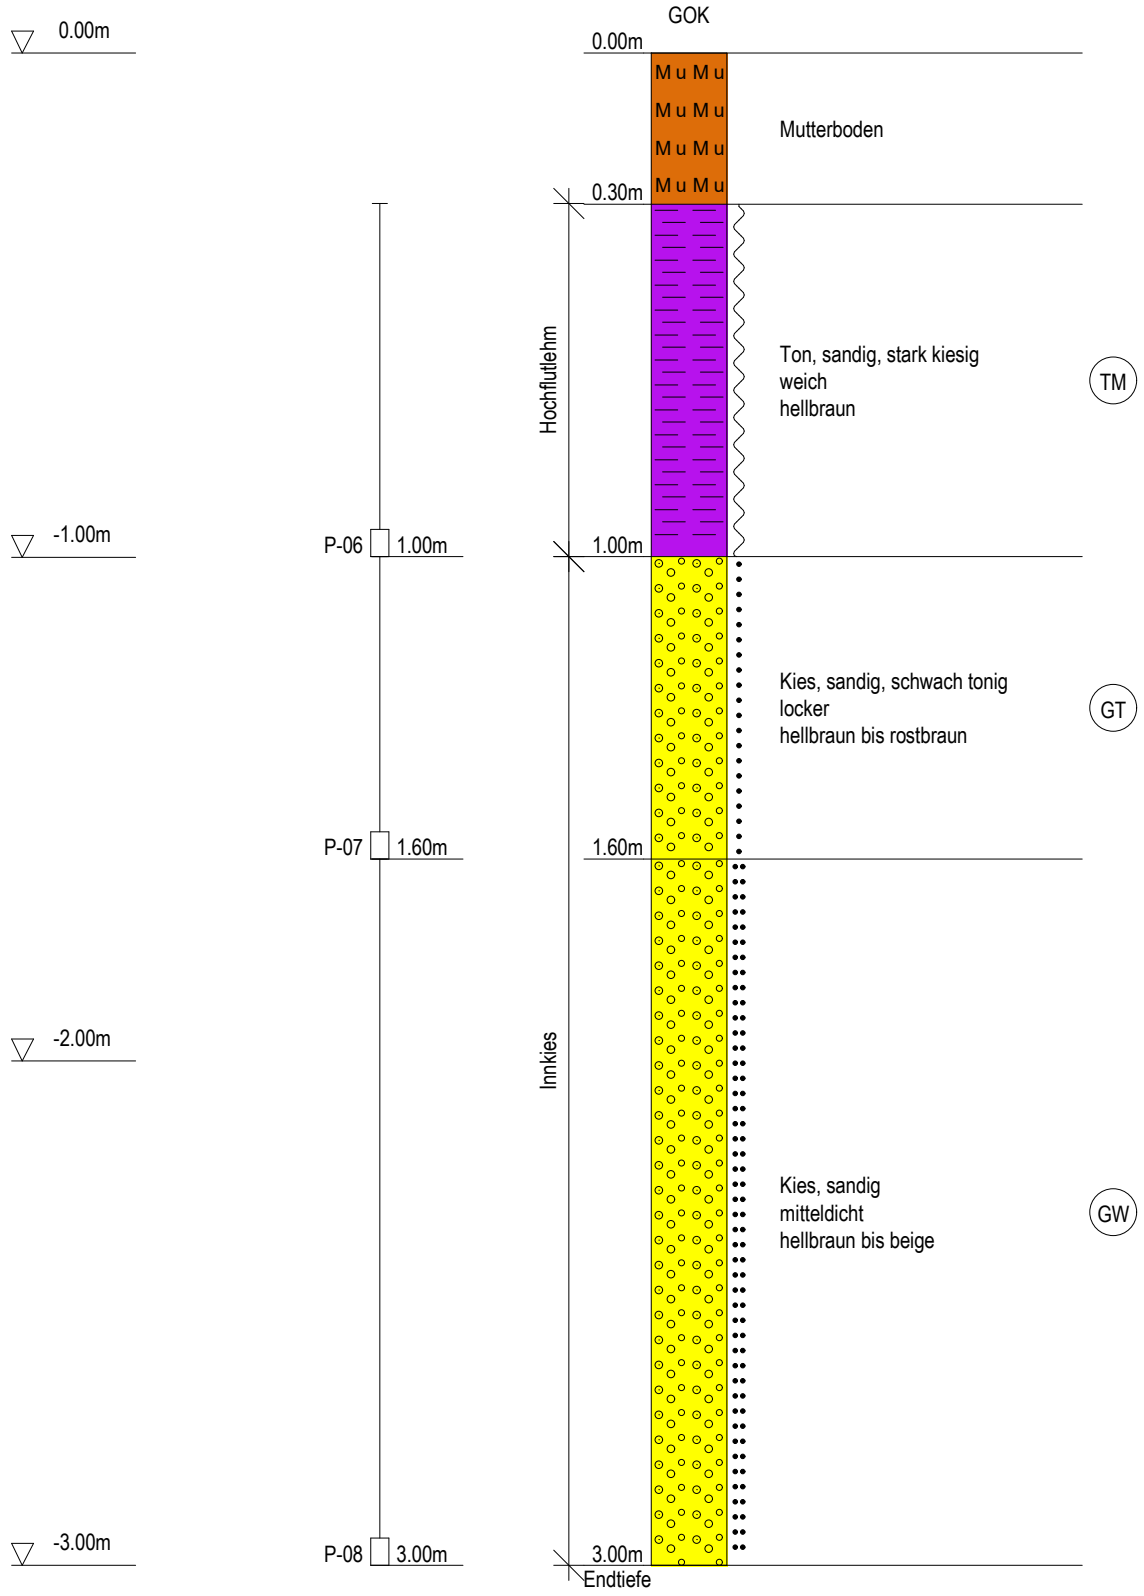 GOK
0.00m
0.00m
Mu Mu
Mu Mu
Mu Mu
Mu Mu
Mutterboden
0.30m
Hochflutlehm
Ton, sandig, stark kiesig
weich
hellbraun
TM
-1.00m
P-06 1.00m
1.00m
Kies, sandig, schwach tonig
locker
hellbraun bis rostbraun
GT
P-07 1.60m
1.60m
-2.00m
Innkies
Kies, sandig
mitteldicht
hellbraun bis beige
GW
-3.00m
P-08 3.00m
3.00m
Endtiefe